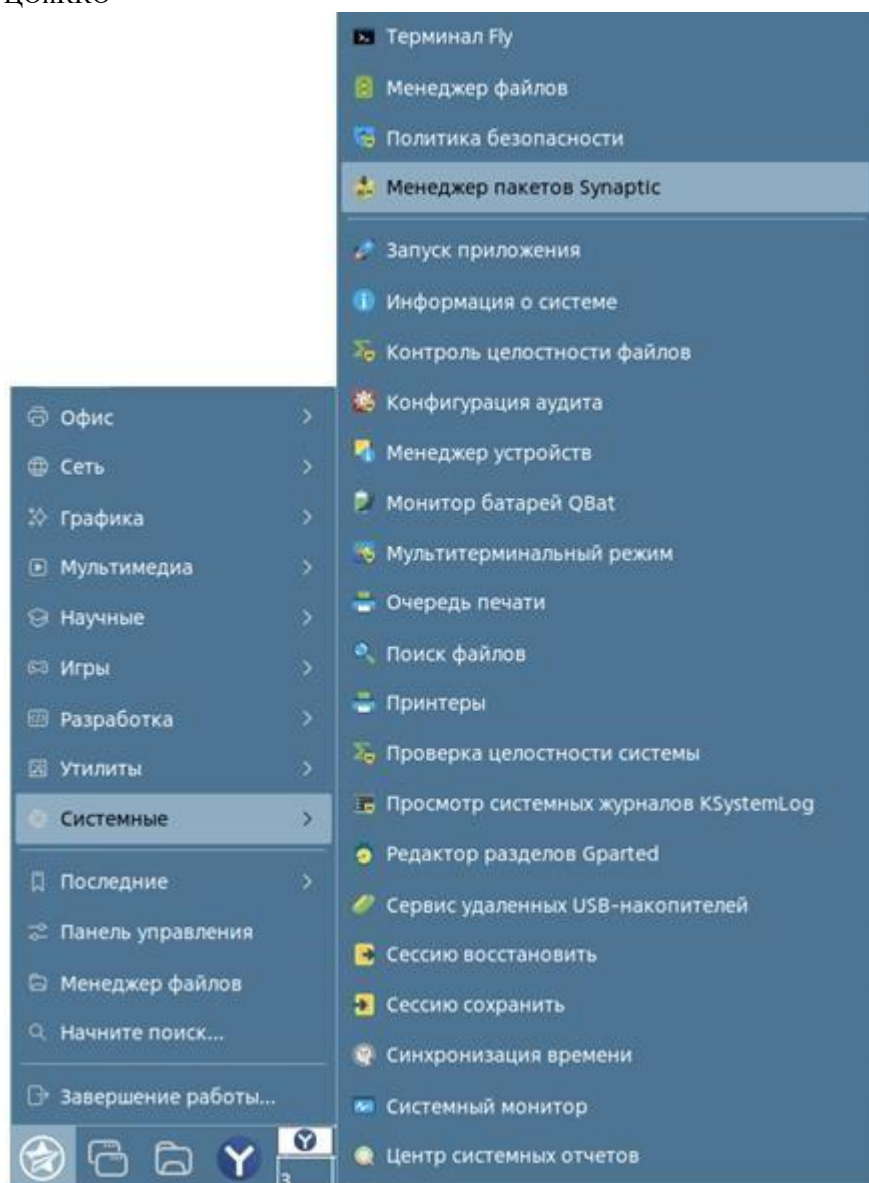 Терминал Fly
Менеджер файлов
Политика безопасности
Менеджер пакетов Synaptic
Запуск приложения
Информация о системе
Контроль целостности файлов
Конфигурация аудита
Менеджер устройств
Монитор батарей QBat
Мультитерминальный режим
Очередь печати
Поиск файлов
Принтеры
Проверка целостности системы
Просмотр системных журналов KSystemLog
Редактор разделов Gparted
Сервис удаленных USB-накопителей
Сессию восстановить
Сессию сохранить
Синхронизация времени
Системный монитор
Центр системных отчетов
Офис
Сеть
Графика
Мультимедиа
Научные
Игры
Разработка
Утилиты
Системные
Последние
Панель управления
Менеджер файлов
Начните поиск...
Завершение работы...